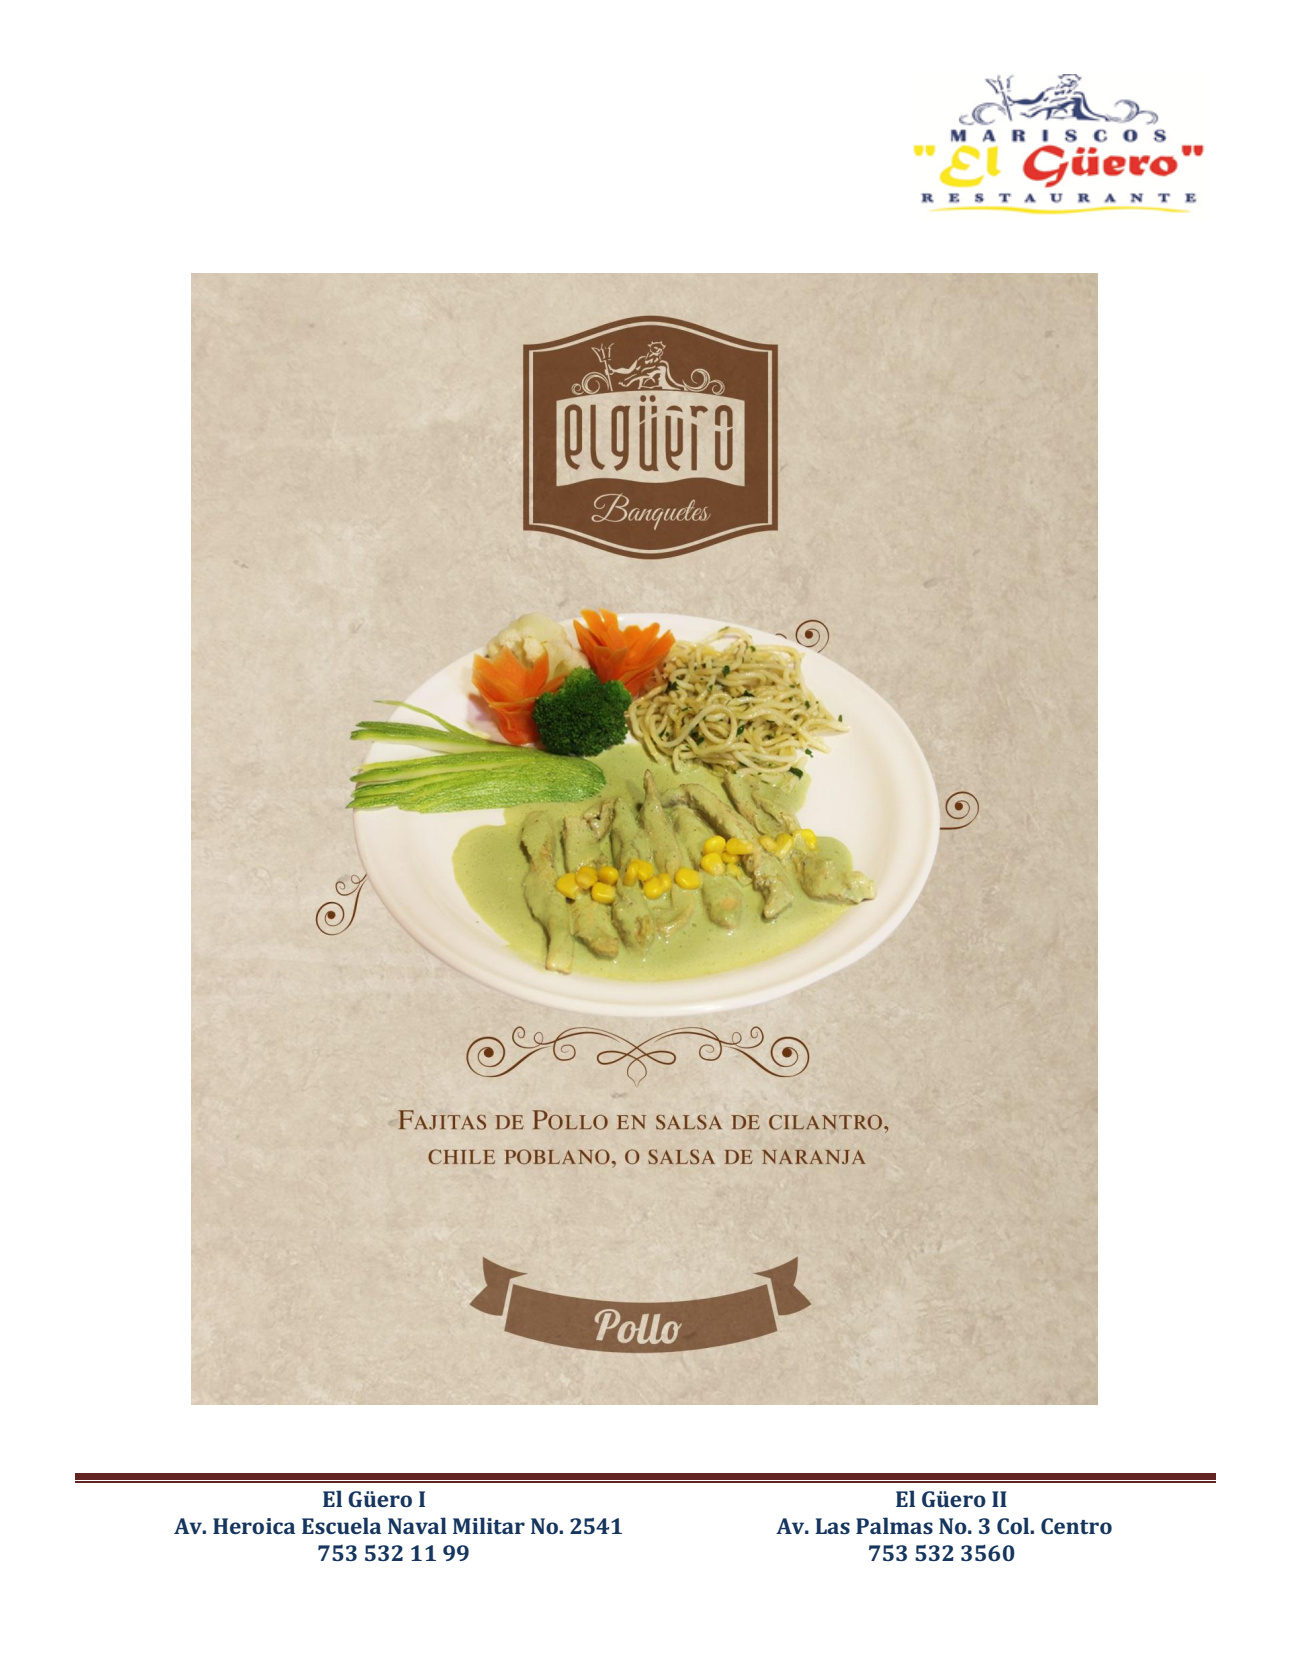 MARISCOS
"El Güero"
RESTAURANTE
elgüero
Banquetes
FAJITAS DE POLLO EN SALSA DE CILANTRO,
CHILE POBLANO, O SALSA DE NARANJA
Pollo
El Güero I
Av. Heroica Escuela Naval Militar No. 2541
753 532 11 99
El Güero II
Av. Las Palmas No. 3 Col. Centro
753 532 3560